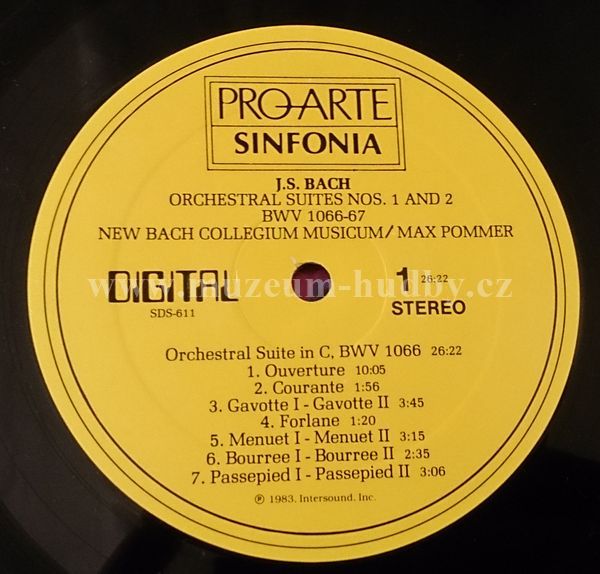 PRO-ARTE
SINFONIA
J.S. BACH
ORCHESTRAL SUITES NOS. 1 AND 2
BWV 1066-67
NEW BACH COLLEGIUM MUSICUM/MAX POMMER
DIGITAL
SDS-611
1 26:22
STEREO
www.muzeum-hudby.cz
Orchestral Suite in C, BWV 1066 26:22
1. Ouverture 10:05
2. Courante 1:56
3. Gavotte I - Gavotte II 3:45
4. Forlane 1:20
5. Menuet I - Menuet II 3:15
6. Bourree I - Bourree II 2:35
7. Passepied I - Passepied II 3:06
℗ 1983, Intersound, Inc.